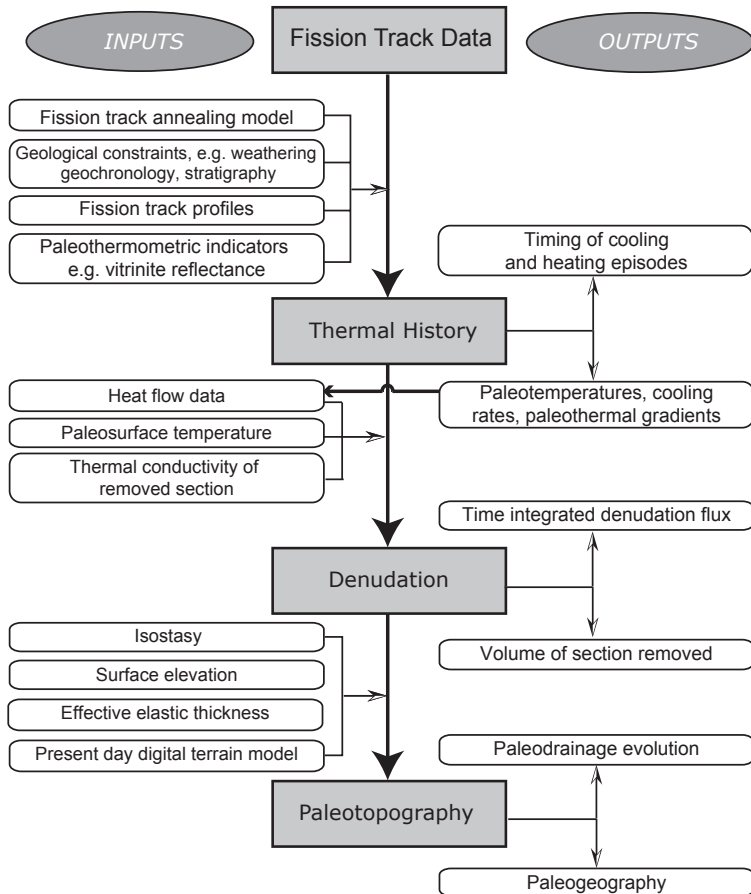 INPUTS
Fission Track Data
OUTPUTS
Fission track annealing model
Geological constraints, e.g. weathering
geochronology, stratigraphy
Fission track profiles
Paleothermometric indicators
e.g. vitrinite reflectance
Timing of cooling
and heating episodes
Thermal History
Heat flow data
Paleotemperatures, cooling
rates, paleothermal gradients
Paleosurface temperature
Thermal conductivity of
removed section
Time integrated denudation flux
Denudation
Isostasy
Volume of section removed
Surface elevation
Effective elastic thickness
Present day digital terrain model
Paleodrainage evolution
Paleotopography
Paleogeography